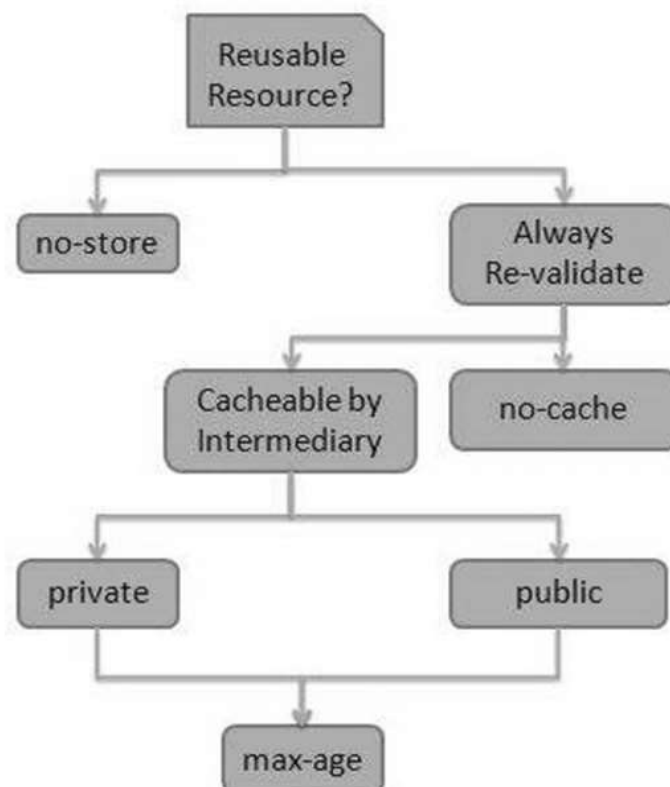 Reusable
Resource?
no-store
Always
Re-validate
Cacheable by
Intermediary
no-cache
private
public
max-age